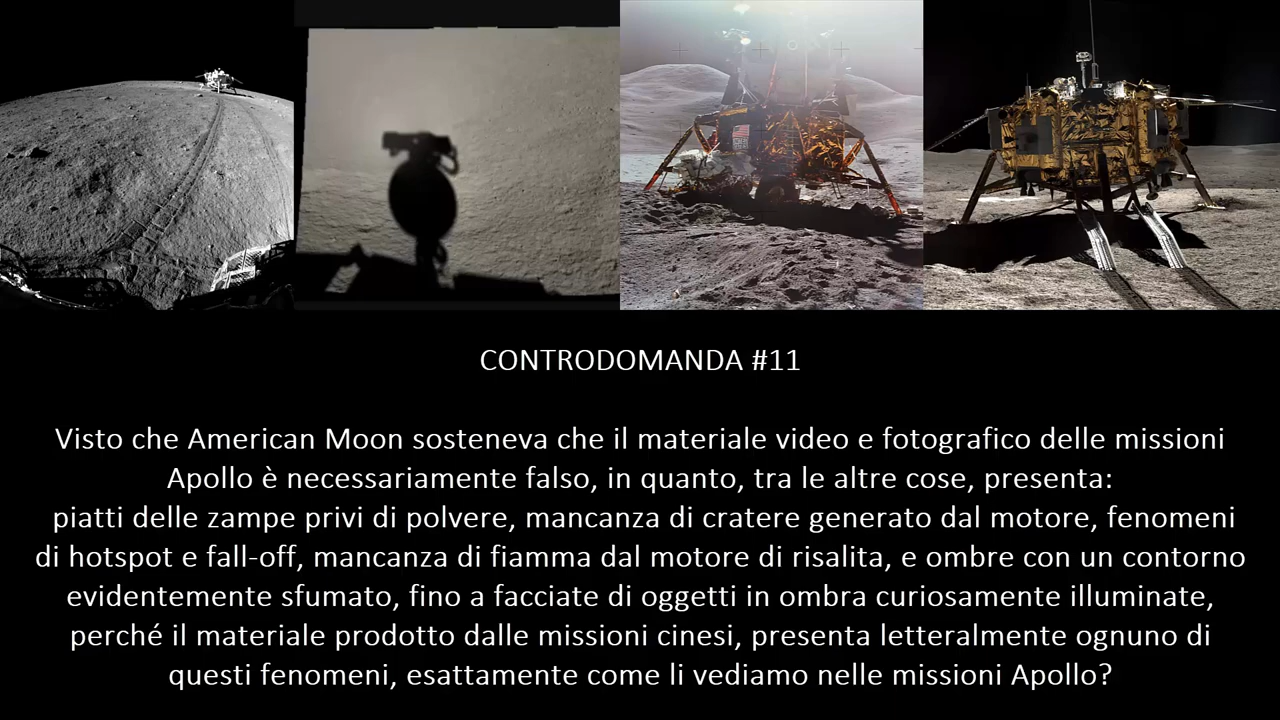 CONTRODOMANDA #11
Visto che American Moon sosteneva che il materiale video e fotografico delle missioni
Apollo è necessariamente falso, in quanto, tra le altre cose, presenta:
piatti delle zampe privi di polvere, mancanza di cratere generato dal motore, fenomeni
di hotspot e fall-off, mancanza di fiamma dal motore di risalita, e ombre con un contorno
evidentemente sfumato, fino a facciate di oggetti in ombra curiosamente illuminate,
perché il materiale prodotto dalle missioni cinesi, presenta letteralmente ognuno di
questi fenomeni, esattamente come li vediamo nelle missioni Apollo?